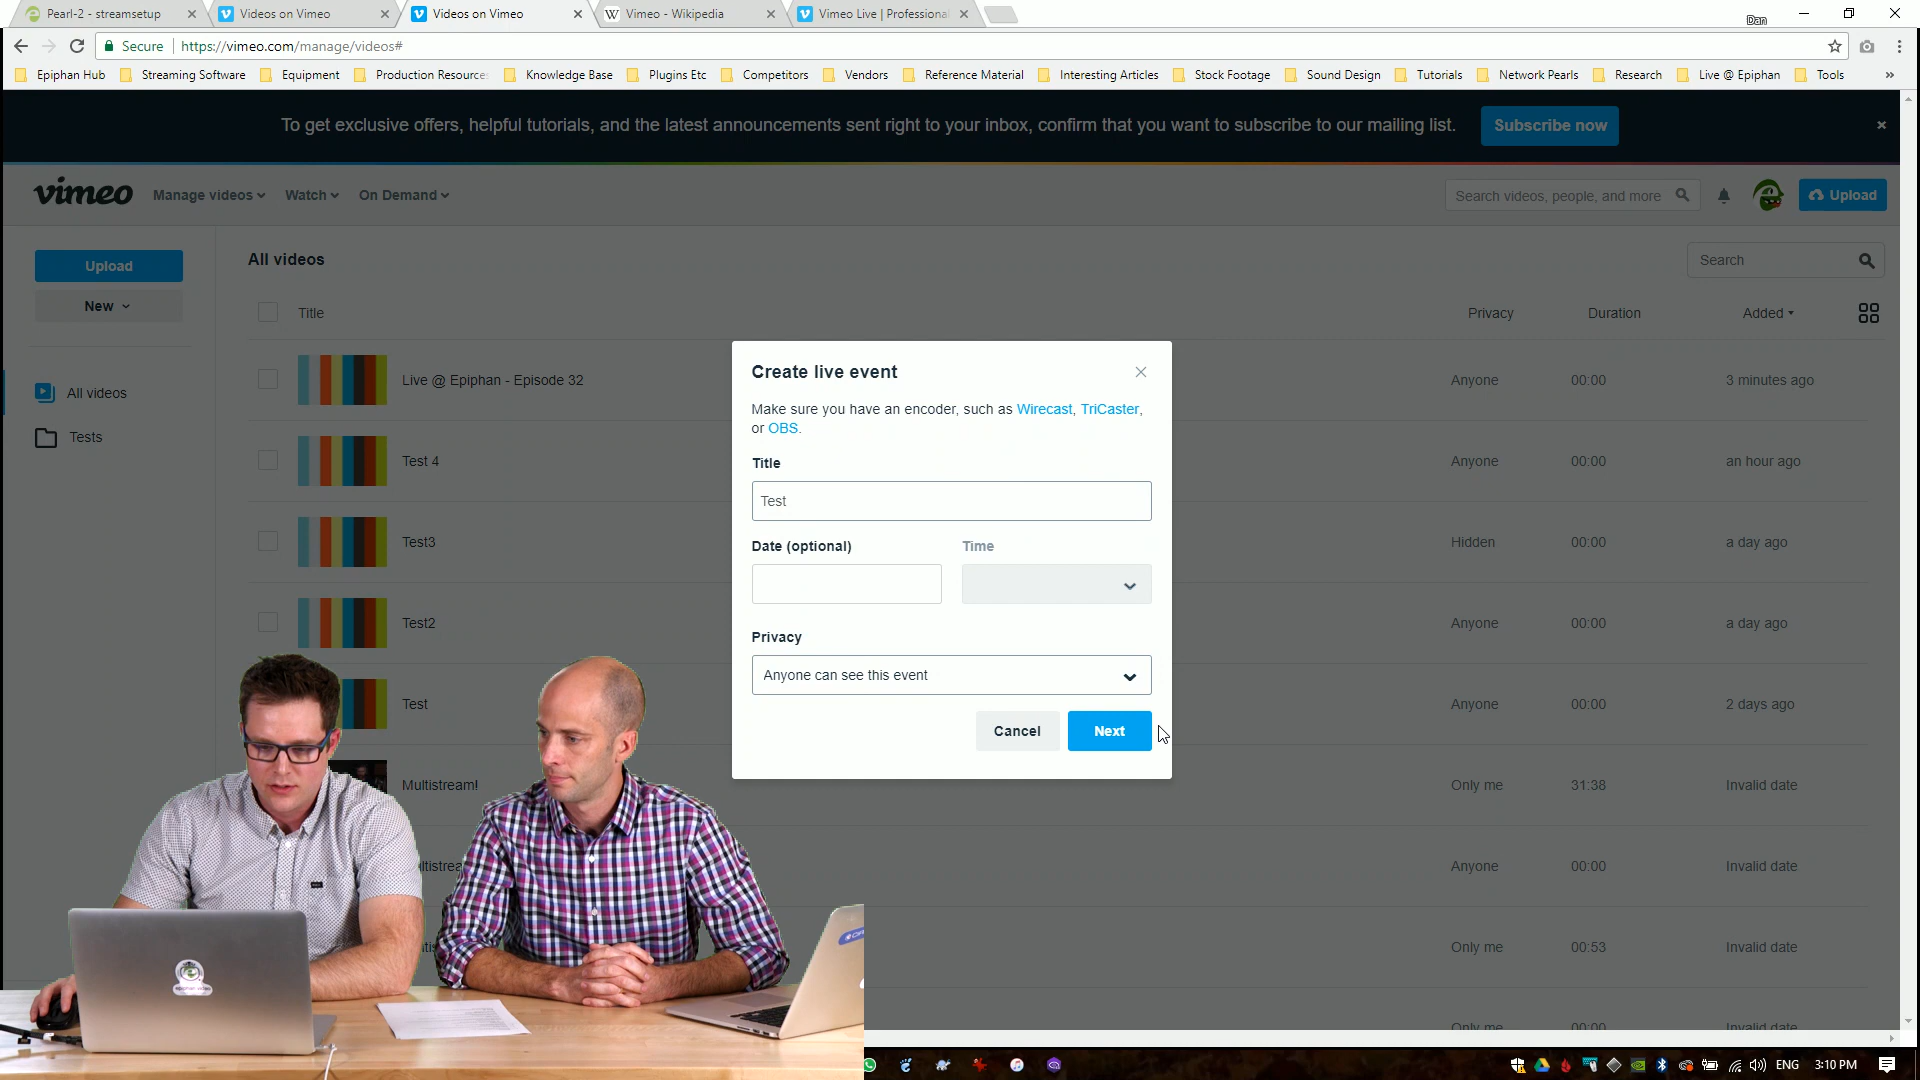 Pearl-2 - streamsetup
Videos on Vimeo
Videos on Vimeo
W Vimeo - Wikipedia
Vimeo Live | Professional
Dan
Secure
https://vimeo.com/manage/videos#
Epiphan Hub
Streaming Software
Equipment
Production Resources
Knowledge Base
Plugins Etc
Competitors
Vendors
Reference Material
Interesting Articles
Stock Footage
Sound Design
Tutorials
Network Pearls
Research
Live @ Epiphan
Tools
»
To get exclusive offers, helpful tutorials, and the latest announcements sent right to your inbox, confirm that you want to subscribe to our mailing list.
Subscribe now
vimeo
Manage videos
Watch
On Demand
Search videos, people, and more
Upload
Upload
New
All videos
Tests
All videos
Search
Title
Privacy
Duration
Added
Live @ Epiphan - Episode 32
Anyone
00:00
3 minutes ago
Test 4
Anyone
00:00
an hour ago
Test3
Hidden
00:00
a day ago
Test2
Anyone
00:00
a day ago
Test
Anyone
00:00
2 days ago
Multistream!
Only me
31:38
Invalid date
Anyone
00:00
Invalid date
Only me
00:53
Invalid date
Only me
00:00
Invalid date
Create live event
Make sure you have an encoder, such as Wirecast, TriCaster,
or OBS.
Title
Test
Date (optional)
Time
Privacy
Anyone can see this event
Cancel
Next
epiphan video
ENG
3:10 PM